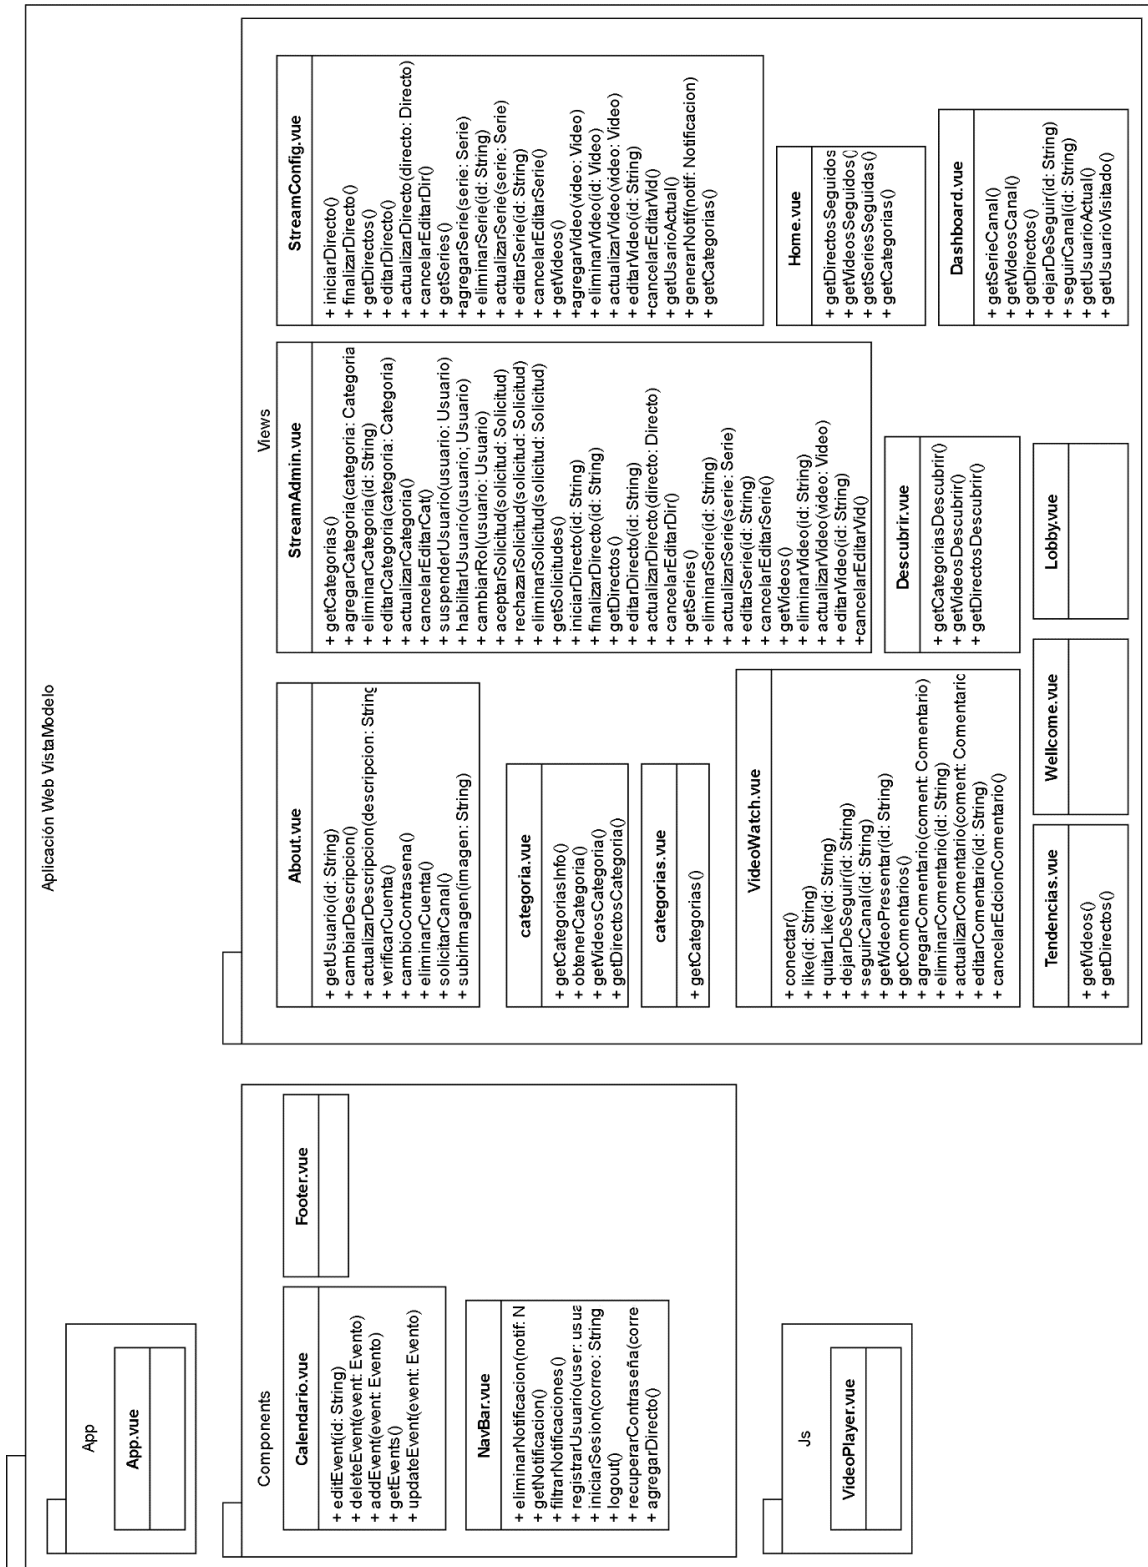 Aplicación Web VistaModelo
App
App.vue
Components
Calendario.vue
+ editEvent(id: String)
+ deleteEvent(event: Evento)
+ addEvent(event: Evento)
+ getEvents()
+ updateEvent(event: Evento)
Footer.vue
NavBar.vue
+ eliminarNotificacion(notif: N
+ getNotificacion()
+ filtrarNotificaciones()
+ registrarUsuario(user: usua
+ iniciarSesion(correo: String
+ logout()
+ recuperarContraseña(corre
+ agregarDirecto()
Js
VideoPlayer.vue
Views
About.vue
+ getUsuario(id: String)
+ cambiarDescripcion()
+ actualizarDescripcion(descripcion: String
+ verificarCuenta()
+ cambioContrasena()
+ eliminarCuenta()
+ solicitarCanal()
+ subirImagen(imagen: String)
StreamAdmin.vue
+ getCategorias()
+ agregarCategoria(categoria: Categoria
+ eliminarCategoria(id: String)
+ editarCategoria(categoria: Categoria)
+ actualizarCategoria()
+ cancelarEditarCat()
+ suspenderUsuario(usuario: Usuario)
+ habilitarUsuario(usuario; Usuario)
+ cambiarRol(usuario: Usuario)
+ aceptarSolicitud(solicitud: Solicitud)
+ rechazarSolicitud(solicitud: Solicitud)
+ eliminarSolicitud(solicitud: Solicitud)
+ getSolicitudes()
+ iniciarDirecto(id: String)
+ finalizarDirecto(id: String)
+ getDirectos()
+ editarDirecto(id: String)
+ actualizarDirecto(directo: Directo)
+ cancelarEditarDir()
+ getSeries()
+ eliminarSerie(id: String)
+ actualizarSerie(serie: Serie)
+ editarSerie(id: String)
+ cancelarEditarSerie()
+ getVideos()
+ eliminarVideo(id: String)
+ actualizarVideo(video: Video)
+ editarVideo(id: String)
+cancelarEditarVid()
StreamConfig.vue
+ iniciarDirecto()
+ finalizarDirecto()
+ getDirectos()
+ editarDirecto()
+ actualizarDirecto(directo: Directo)
+ cancelarEditarDir()
+ getSeries()
+agregarSerie(serie: Serie)
+ eliminarSerie(id: String)
+ actualizarSerie(serie: Serie)
+ editarSerie(id: String)
+ cancelarEditarSerie()
+ getVideos()
+agregarVideo(video: Video)
+ eliminarVideo(id: Video)
+ actualizarVideo(video: Video)
+ editarVideo(id: String)
+cancelarEditarVid()
+ getUsarioActual()
+ generarNotif(notif: Notificacion)
+ getCategorias()
categoria.vue
+ getCategoriasInfo()
+ obtenerCategoria()
+ getVideosCategoria()
+ getDirectosCategoria()
categorias.vue
+ getCategorias()
VideoWatch.vue
+ conectar()
+ like(id: String)
+ quitarLike(id: String)
+ dejarDeSeguir(id: String)
+ seguirCanal(id: String)
+ getVideoPresentar(id: String)
+ getComentarios()
+ agregarComentario(coment: Comentario)
+ eliminarComentario(id: String)
+ actualizarComentario(coment: Comentaric
+ editarComentario(id: String)
+ cancelarEdcionComentario()
Descubrir.vue
+ getCategoriasDescubrir()
+ getVideosDescubrir()
+ getDirectosDescubrir()
Home.vue
+ getDirectosSeguidos
+ getVideosSeguidos()
+ getSeriesSeguidas()
+ getCategorias()
Dashboard.vue
+ getSerieCanal()
+ getVideosCanal()
+ getDirectos()
+ dejarDeSeguir(id: String)
+ seguirCanal(id: String)
+ getUsuarioActual()
+ getUsuarioVisitado()
Tendencias.vue
+ getVideos()
+ getDirectos()
Wellcome.vue
Lobby.vue